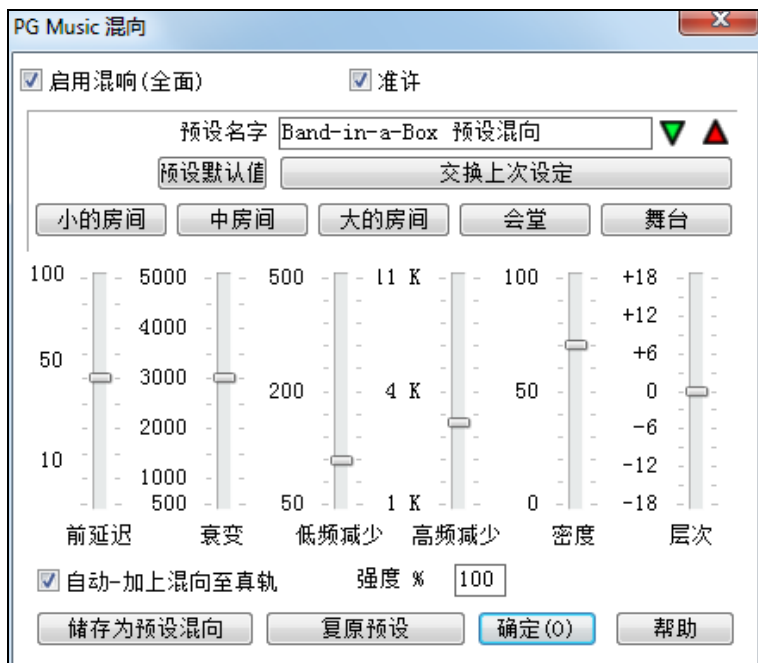 PG Music 混向
启用混响(全面) 准许
预设名字 Band-in-a-Box 预设混向
预设默认值 交换上次设定
小的房间 中房间 大的房间 会堂 舞台
100 5000 500 11 K 100 +18
4000 +12
50 +6
3000 200 4 K 50 0
2000 -6
10 -12
1000
500 50 1 K 0 -18
前延迟 衰变 低频减少 高频减少 密度 层次
自动-加上混向至真轨 强度 % 100
储存为预设混向 复原预设 确定(O) 帮助